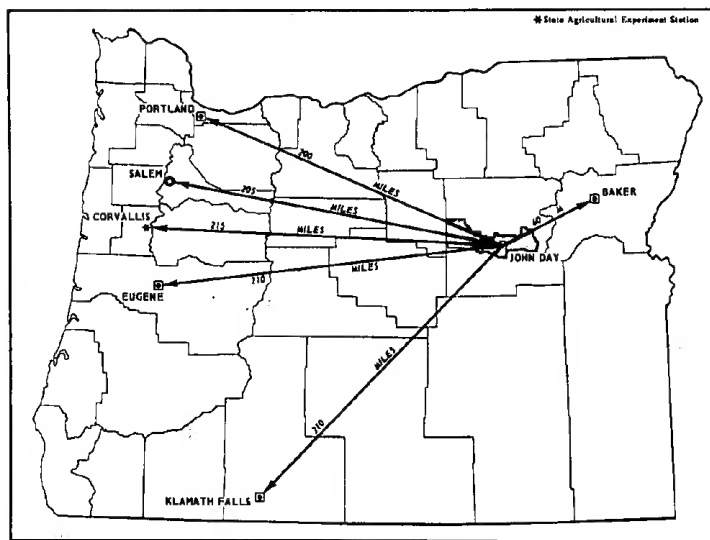 *State Agricultural Experiment Station
PORTLAND
200
MILES
SALEM
205
MILES
BAKER
60
CORVALLIS
215
MILES
JOHN DAY
EUGENE
210
MILES
MILES
210
KLAMATH FALLS